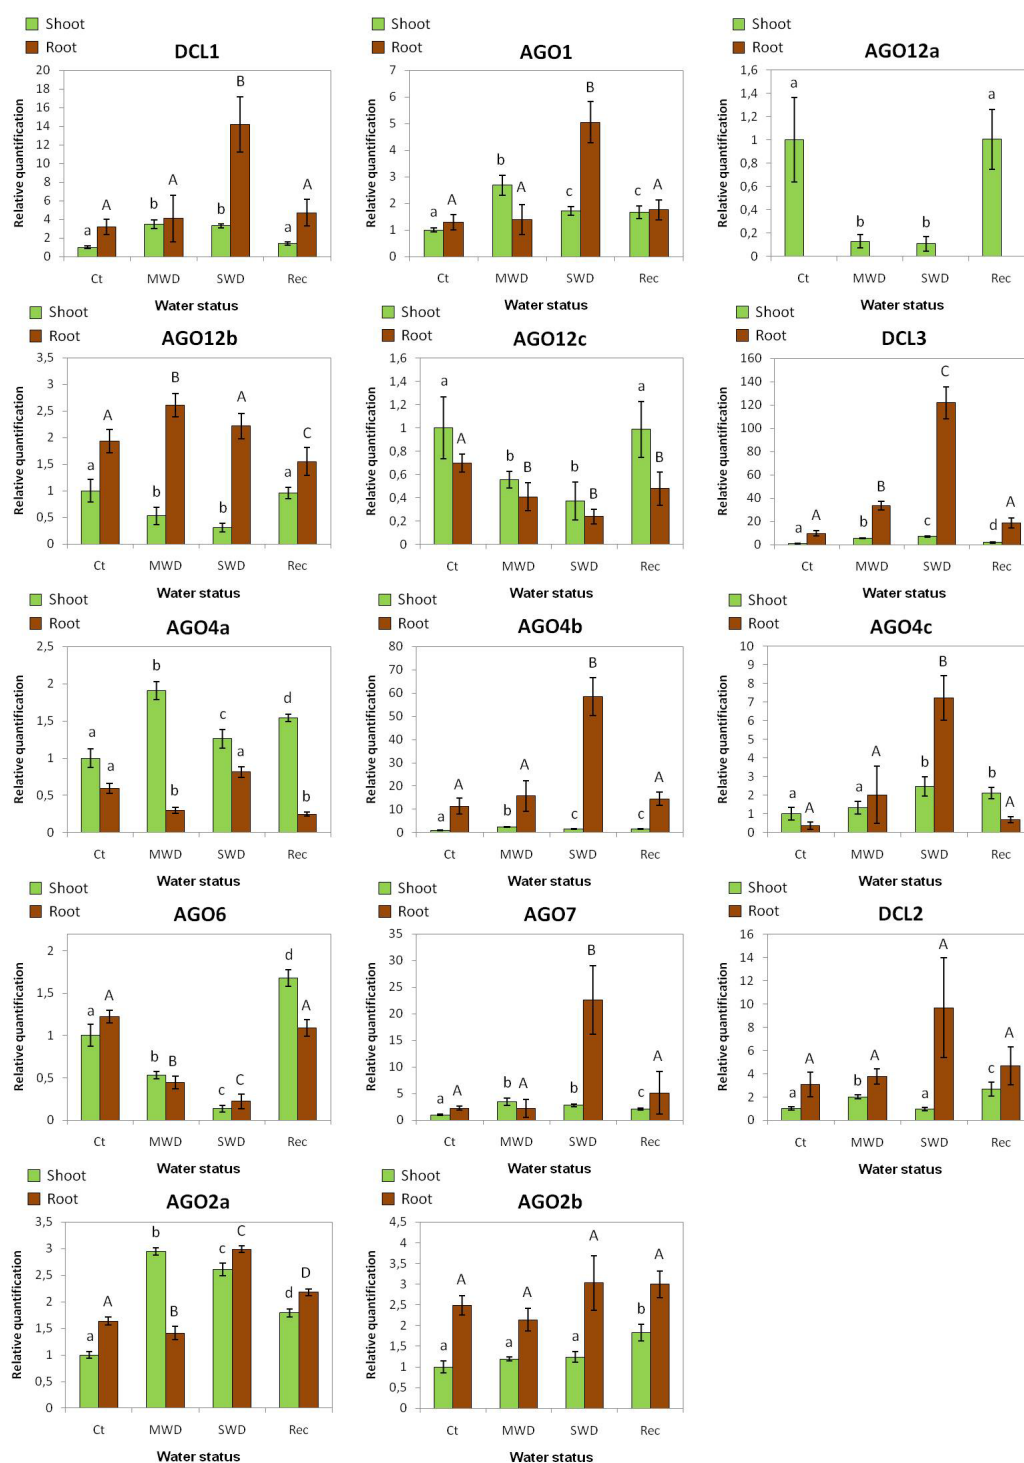 Shoot
Root
DCL1
Relative quantification
20
18
16
14
12
10
8
6
4
2
0
a
A
b
A
b
B
a
A
Ct MWD SWD Rec
Water status
Shoot
Root
AGO1
Relative quantification
7
6
5
4
3
2
1
0
a
A
b
A
c
B
c
A
Ct MWD SWD Rec
Water status
Shoot
Root
AGO12a
Relative quantification
1,6
1,4
1,2
1
0,8
0,6
0,4
0,2
0
a
b
b
a
Ct MWD SWD Rec
Water status
Shoot
Root
AGO12b
Relative quantification
3,5
3
2,5
2
1,5
1
0,5
0
a
A
b
B
b
A
a
C
Ct MWD SWD Rec
Water status
Shoot
Root
AGO12c
Relative quantification
1,6
1,4
1,2
1
0,8
0,6
0,4
0,2
0
a
A
b
B
b
B
a
B
Ct MWD SWD Rec
Water status
Shoot
Root
DCL3
Relative quantification
160
140
120
100
80
60
40
20
0
a
A
b
B
c
C
d
A
Ct MWD SWD Rec
Water status
Shoot
Root
AGO4a
Relative quantification
2,5
2
1,5
1
0,5
0
a
a
b
b
c
a
d
b
Ct MWD SWD Rec
Water status
Shoot
Root
AGO4b
Relative quantification
80
70
60
50
40
30
20
10
0
a
A
b
A
c
B
c
A
Ct MWD SWD Rec
Water status
Shoot
Root
AGO4c
Relative quantification
10
9
8
7
6
5
4
3
2
1
0
a
A
a
A
b
B
b
A
Ct MWD SWD Rec
Water status
Shoot
Root
AGO6
Relative quantification
2
1,5
1
0,5
0
a
A
b
B
c
C
d
A
Ct MWD SWD Rec
Water status
Shoot
Root
AGO7
Relative quantification
35
30
25
20
15
10
5
0
a
A
b
A
b
B
c
A
Ct MWD SWD Rec
Water status
Shoot
Root
DCL2
Relative quantification
16
14
12
10
8
6
4
2
0
a
A
b
A
a
A
c
A
Ct MWD SWD Rec
Water status
Shoot
Root
AGO2a
Relative quantification
3,5
3
2,5
2
1,5
1
0,5
0
a
A
b
B
c
C
d
D
Ct MWD SWD Rec
Water status
Shoot
Root
AGO2b
Relative quantification
4,5
4
3,5
3
2,5
2
1,5
1
0,5
0
a
A
a
A
a
A
b
A
Ct MWD SWD Rec
Water status